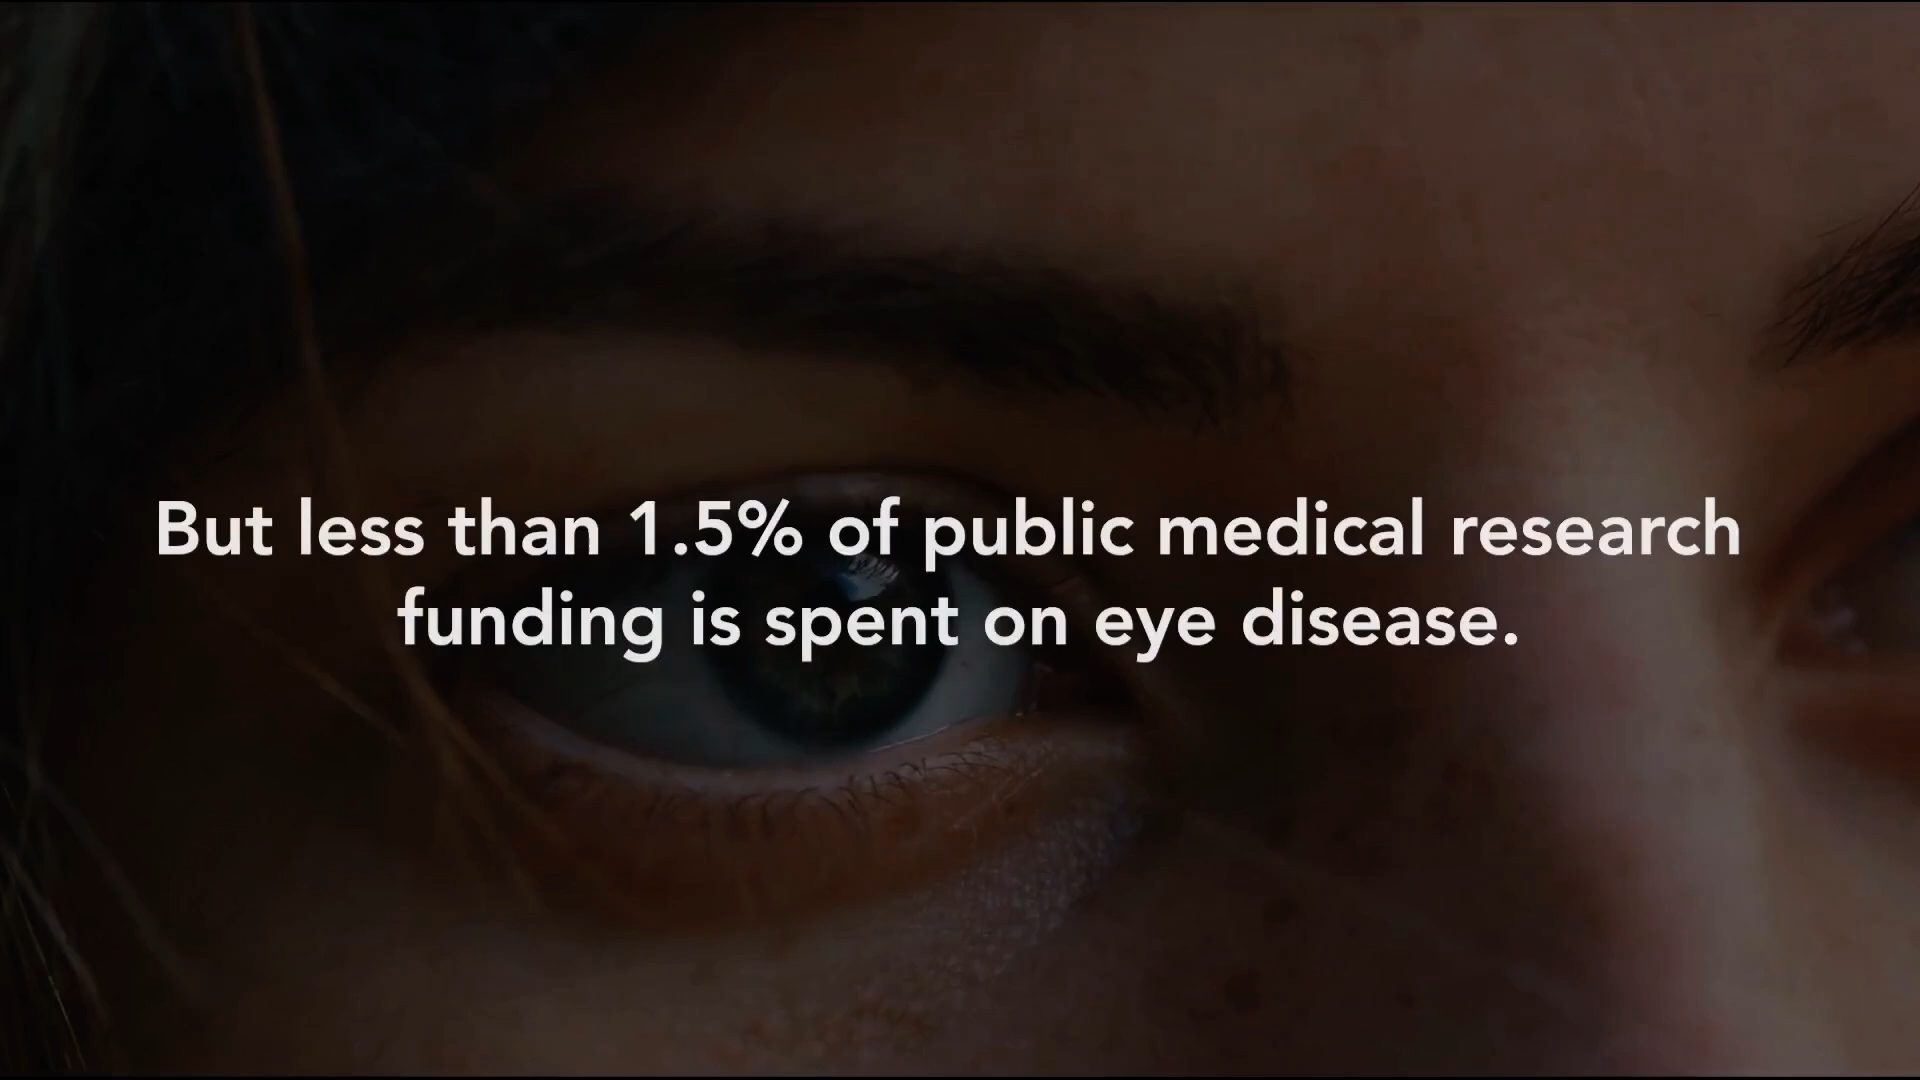 But less than 1.5% of public medical research
funding is spent on eye disease.